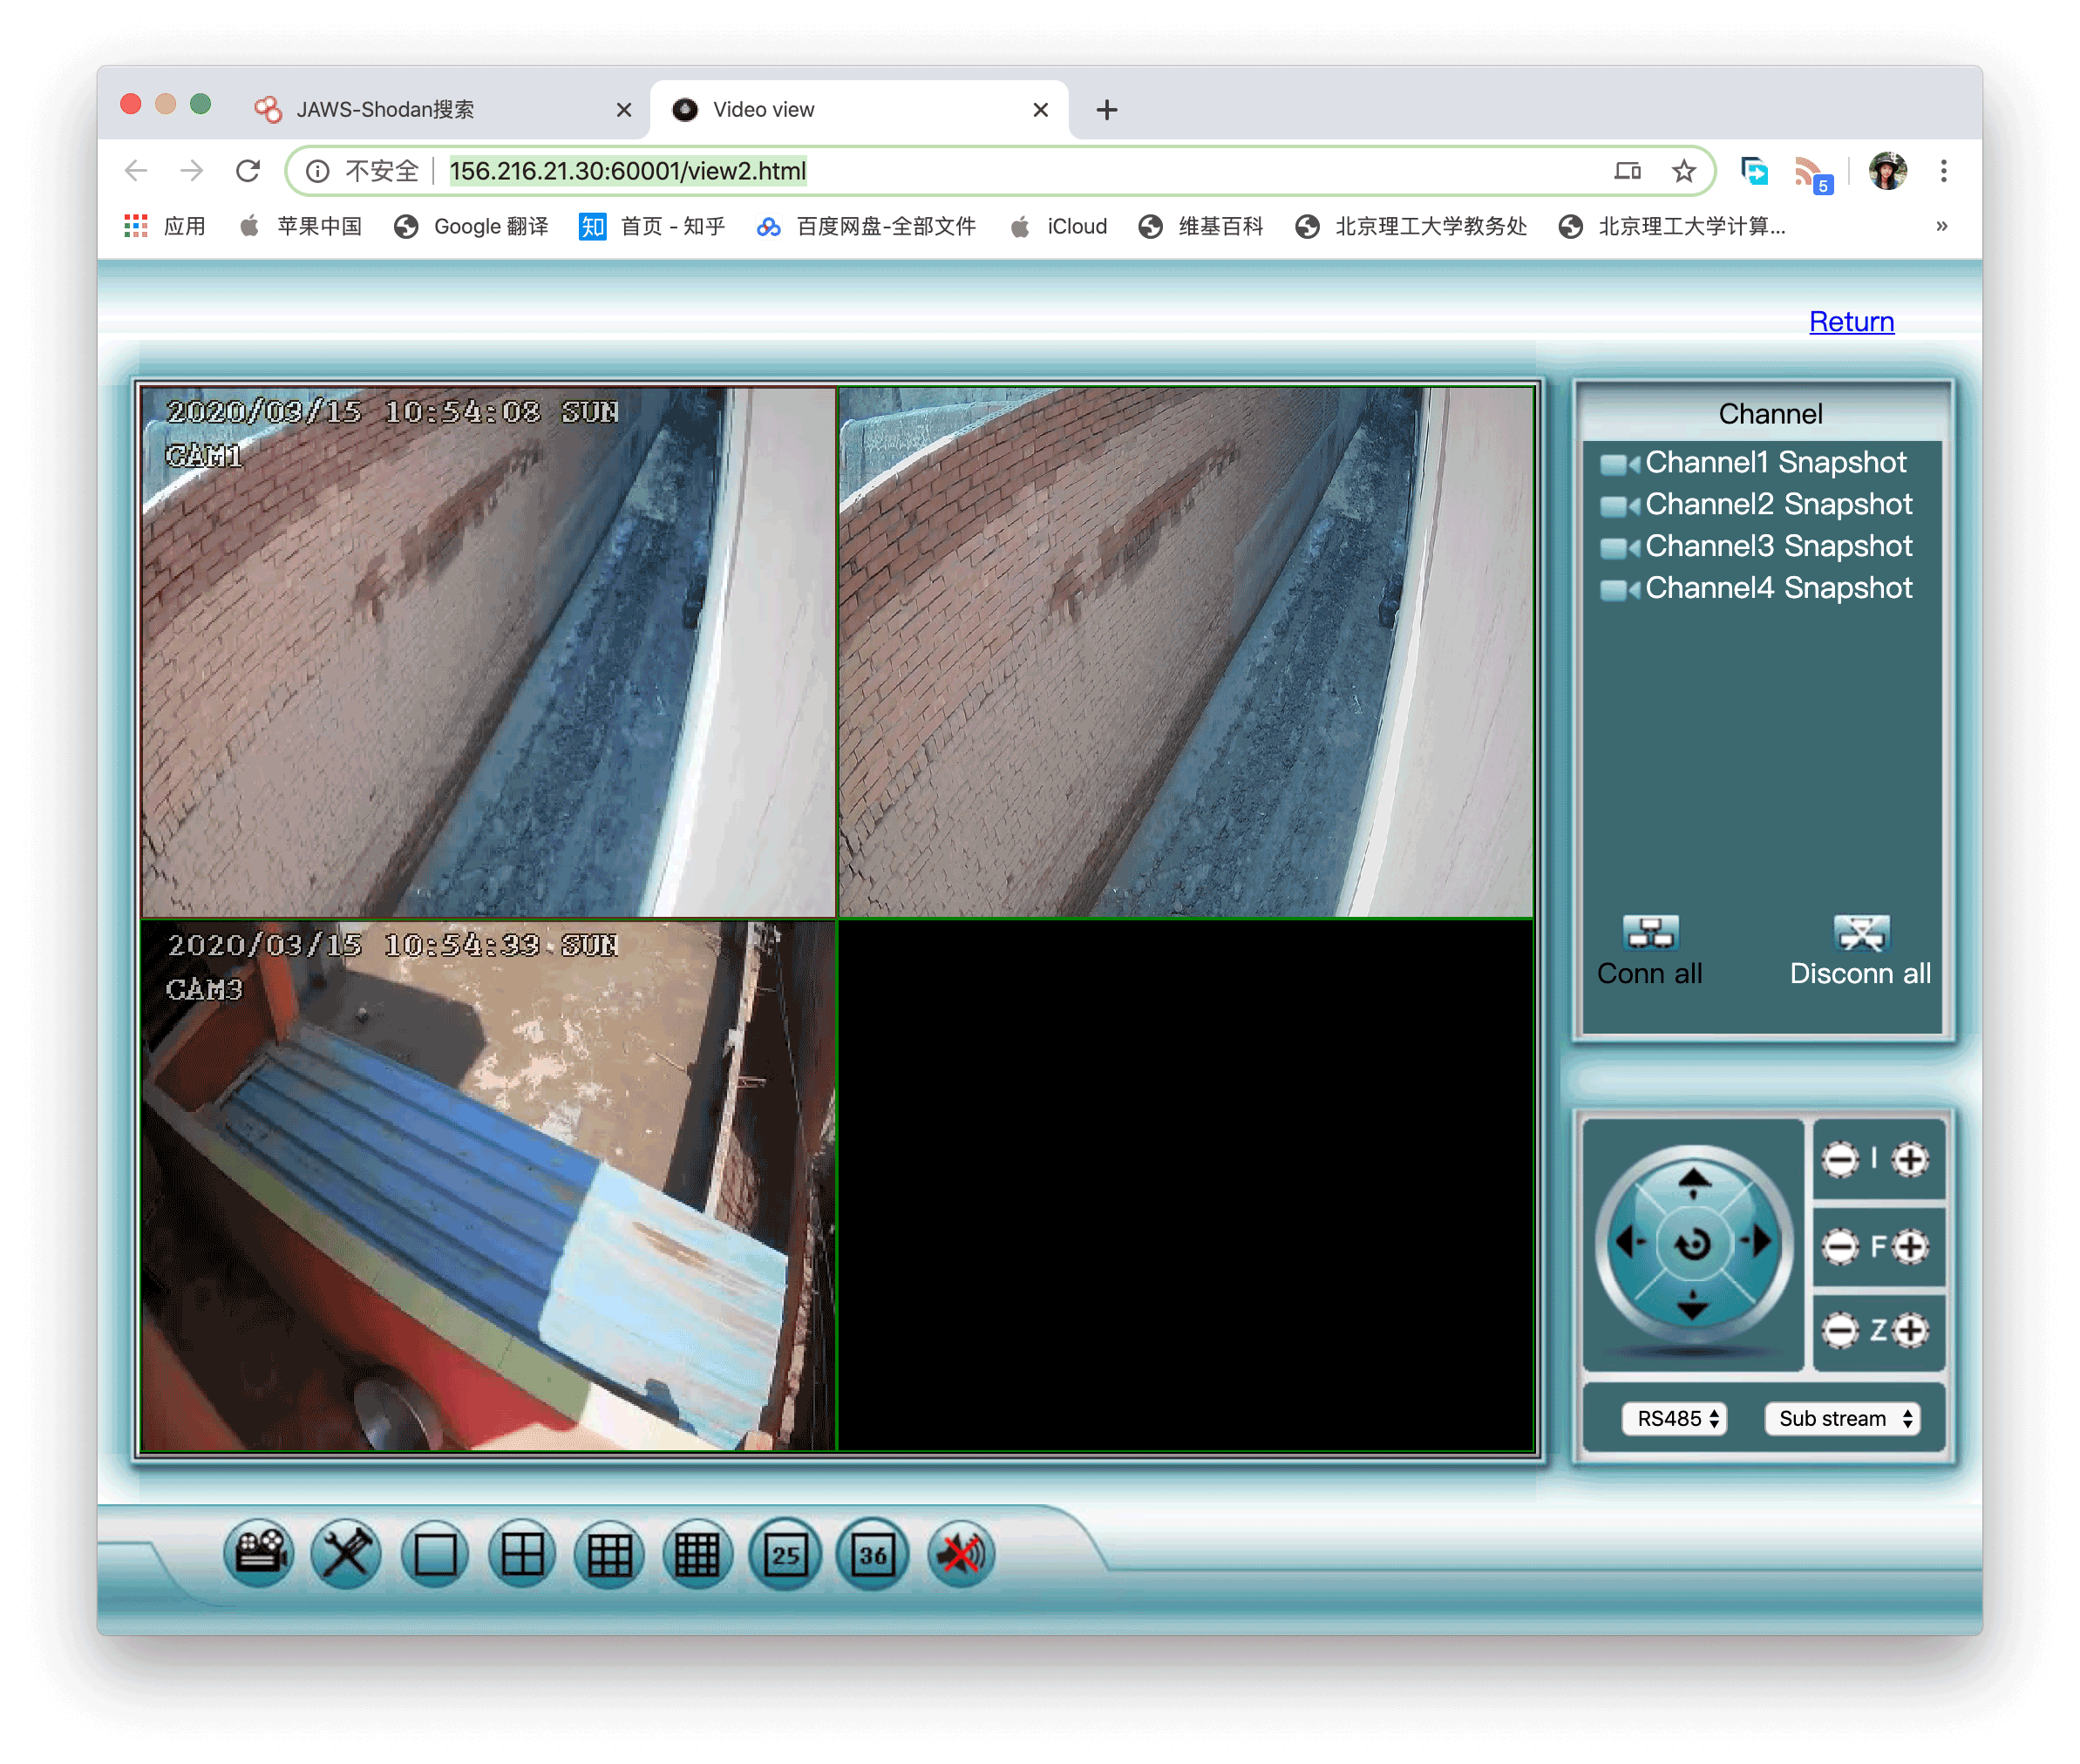 JAWS-Shodan搜索
Video view
不安全 156.216.21.30:60001/view2.html
5
应用 苹果中国 Google 翻译 知 首页 - 知乎 百度网盘-全部文件 iCloud 维基百科 北京理工大学教务处 北京理工大学计算... »
Return
2020/03/15 10:54:08 SUN
CAM1
2020/03/15 10:54:33 SUN
CAM3
Channel
Channel1 Snapshot
Channel2 Snapshot
Channel3 Snapshot
Channel4 Snapshot
Conn all Disconn all
I
F
Z
RS485 Sub stream
25 36